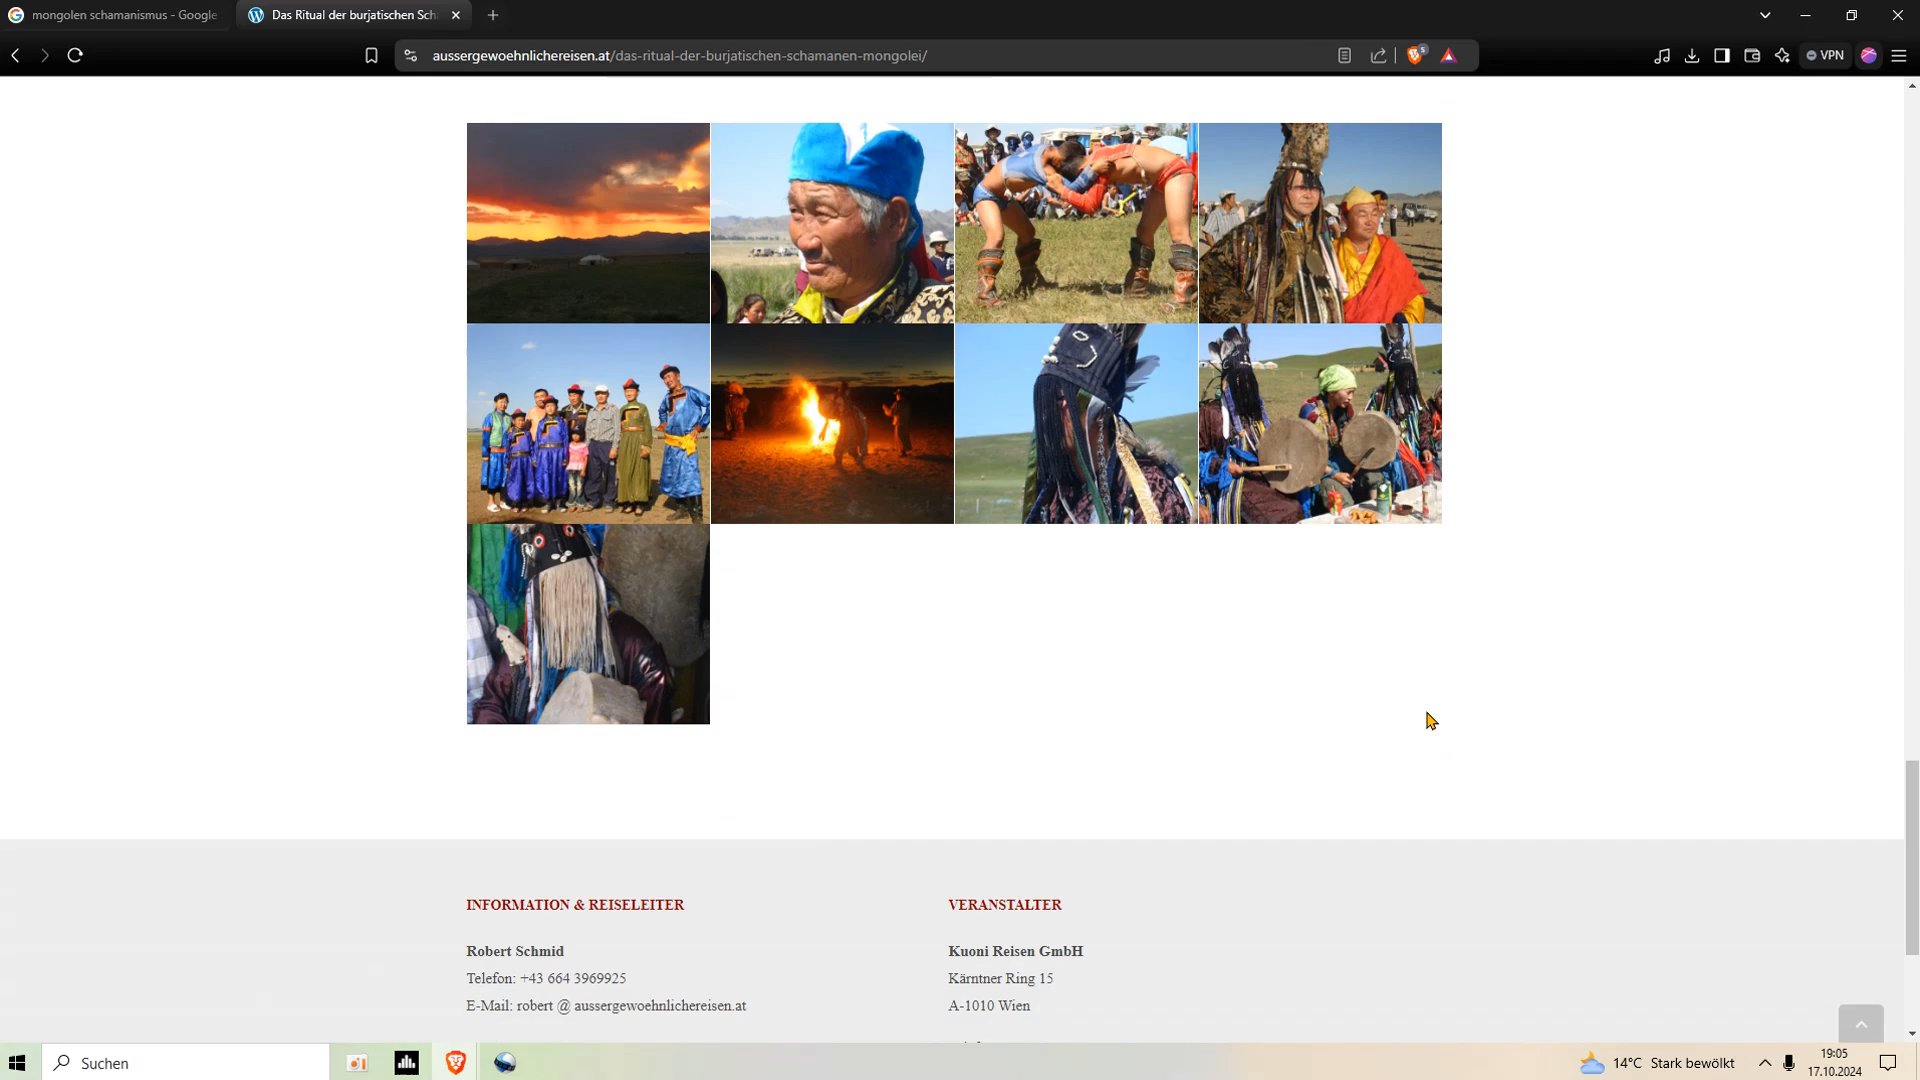 mongolen schamanismus - Google
Das Ritual der burjatischen Sch
aussergewoehnlichereisen.at/das-ritual-der-burjatischen-schamanen-mongolei/
5
VPN
INFORMATION & REISELEITER
Robert Schmid
Telefon: +43 664 3969925
E-Mail: robert @ aussergewoehnlichereisen.at
VERANSTALTER
Kuoni Reisen GmbH
Kärntner Ring 15
A-1010 Wien
Suchen
14°C Stark bewölkt
19:05
17.10.2024